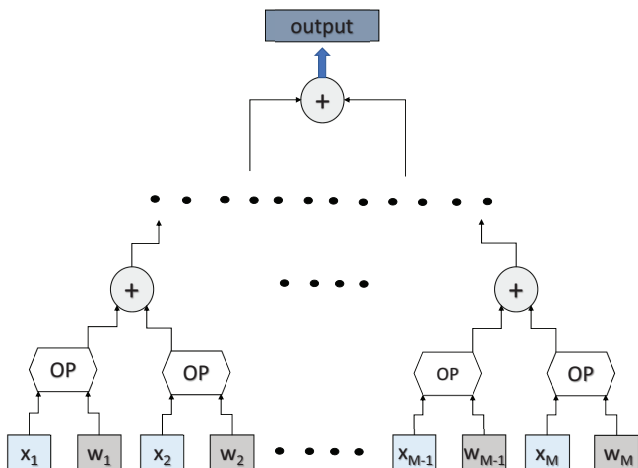 output
+
+ +
OP OP OP OP
x1 w1 x2 w2 xM-1 wM-1 xM wM